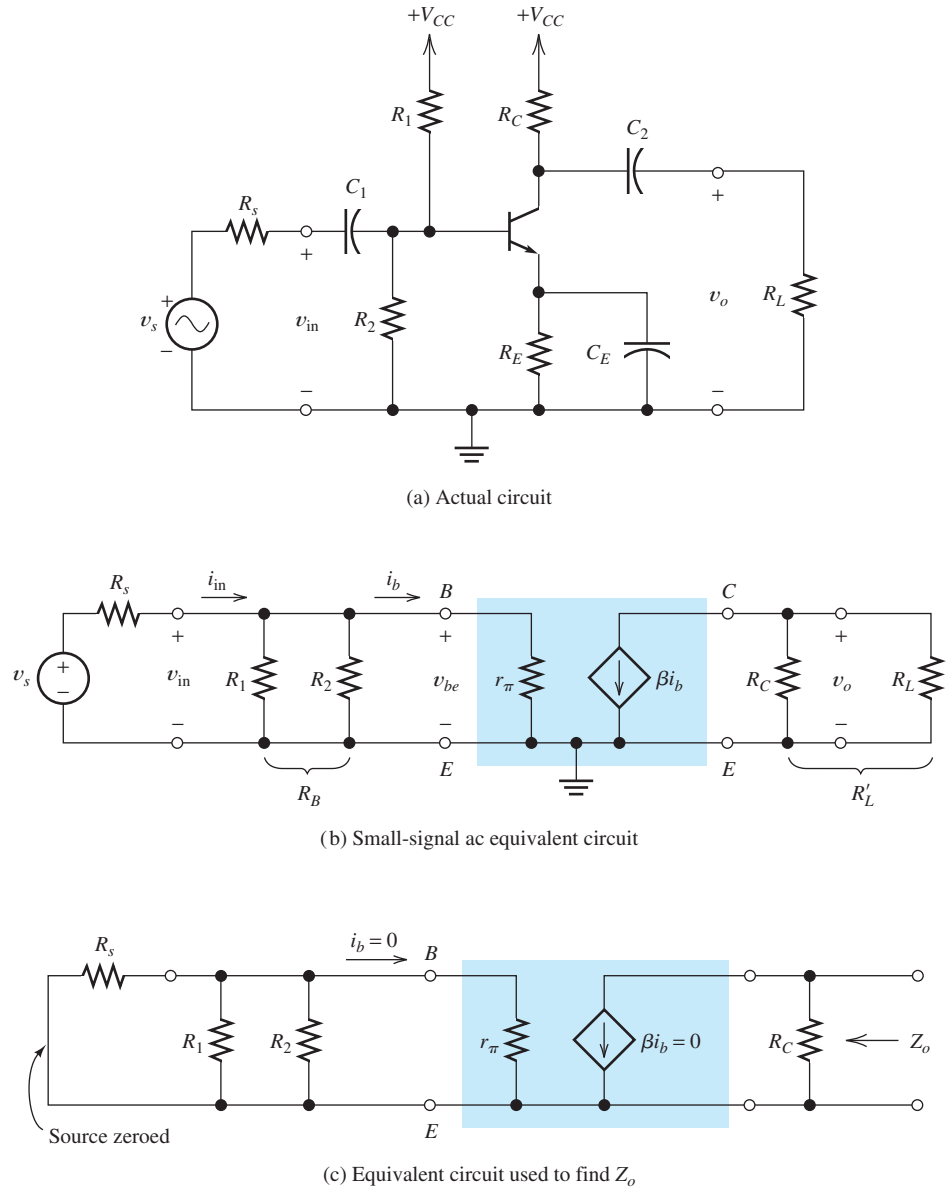 +V_CC +V_CC
R_1 R_C
C_2
C_1
R_s
+ +
+
v_s v_in R_2 R_E C_E v_o R_L
−
− −
(a) Actual circuit
R_s i_in i_b B C
+ + +
+
v_s v_in R_1 R_2 v_be r_π βi_b R_C v_o R_L
−
− − −
R_B E E R′_L
(b) Small-signal ac equivalent circuit
R_s i_b = 0 B
R_1 R_2 r_π βi_b = 0 R_C Z_o
E
Source zeroed
(c) Equivalent circuit used to find Z_o